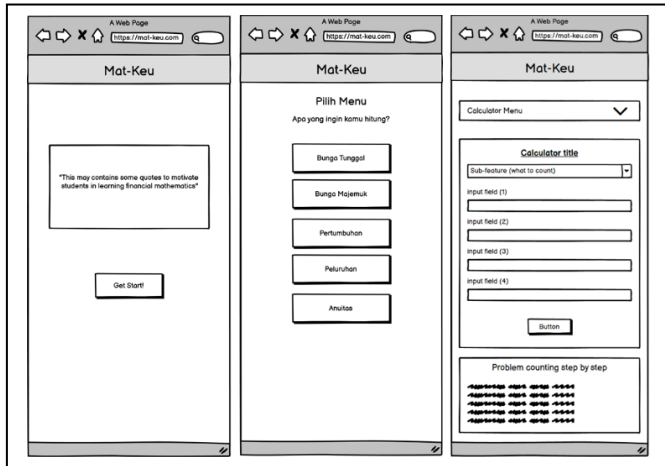 A Web Page
https://mat-keu.com
Mat-Keu
"This may contains some quotes to motivate
students in learning financial mathematics"
Get Start!
A Web Page
https://mat-keu.com
Mat-Keu
Pilih Menu
Apa yang ingin kamu hitung?
Bunga Tunggal
Bunga Majemuk
Pertumbuhan
Peluruhan
Anuitas
A Web Page
https://mat-keu.com
Mat-Keu
Calculator Menu
Calculator title
Sub-feature (what to count)
input field (1)
input field (2)
input field (3)
input field (4)
Button
Problem counting step by step